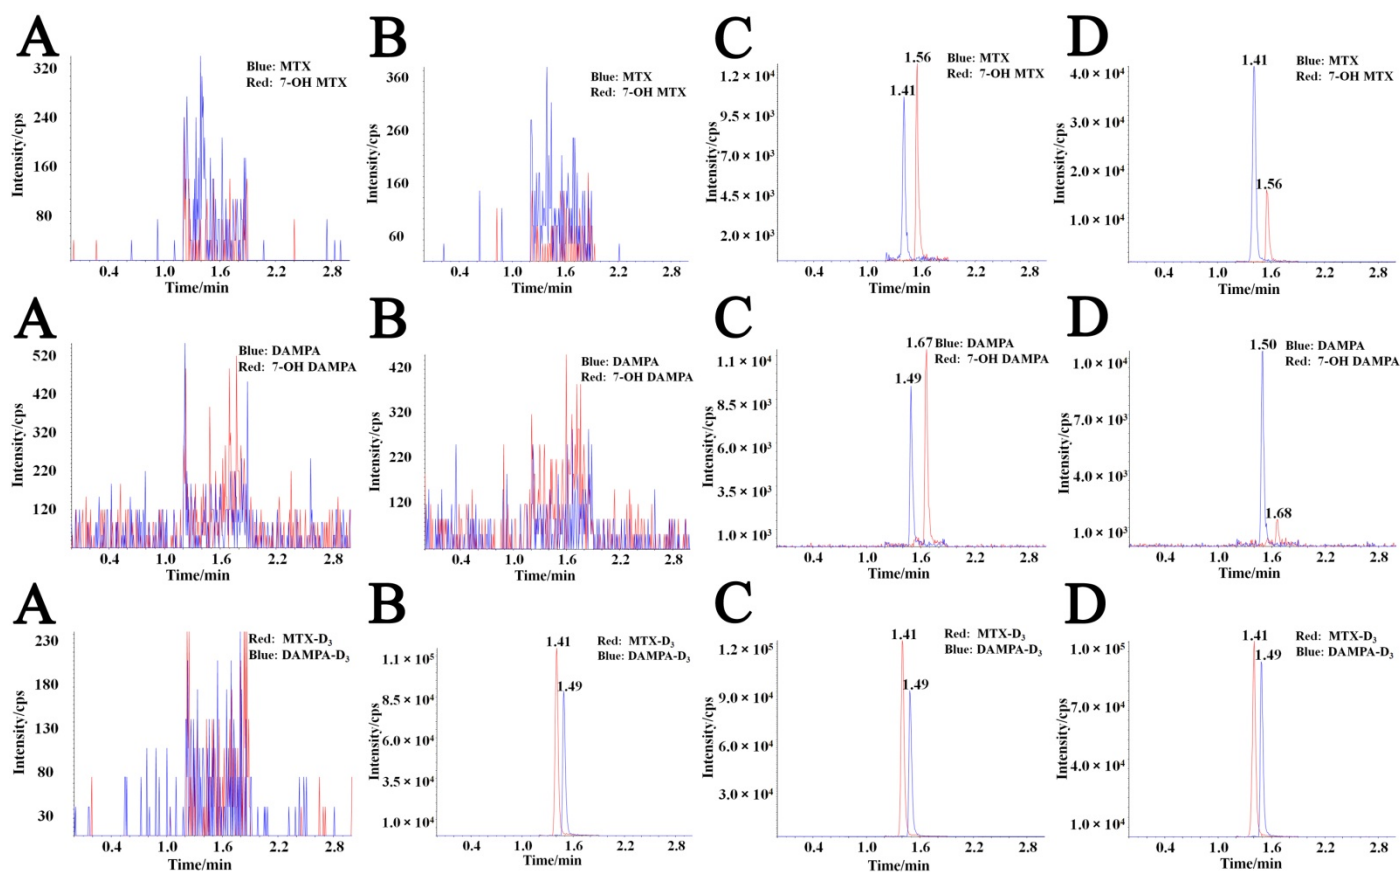 A
320
240
160
80
Intensity/cps
Blue: MTX
Red: 7-OH MTX
0.4 1.0 1.6 2.2 2.8
Time/min
B
360
260
160
60
Intensity/cps
Blue: MTX
Red: 7-OH MTX
0.4 1.0 1.6 2.2 2.8
Time/min
C
1.2 × 10⁴
9.5 × 10³
7.0 × 10³
4.5 × 10³
2.0 × 10³
Intensity/cps
1.56
1.41
Blue: MTX
Red: 7-OH MTX
0.4 1.0 1.6 2.2 2.8
Time/min
D
4.0 × 10⁴
3.0 × 10⁴
2.0 × 10⁴
1.0 × 10⁴
Intensity/cps
1.41
1.56
Blue: MTX
Red: 7-OH MTX
0.4 1.0 1.6 2.2 2.8
Time/min
A
520
420
320
220
120
Intensity/cps
Blue: DAMPA
Red: 7-OH DAMPA
0.4 1.0 1.6 2.2 2.8
Time/min
B
420
320
220
120
Intensity/cps
Blue: DAMPA
Red: 7-OH DAMPA
0.4 1.0 1.6 2.2 2.8
Time/min
C
1.1 × 10⁴
8.5 × 10³
6.0 × 10³
3.5 × 10³
1.0 × 10³
Intensity/cps
1.67
1.49
Blue: DAMPA
Red: 7-OH DAMPA
0.4 1.0 1.6 2.2 2.8
Time/min
D
1.0 × 10⁴
7.0 × 10³
4.0 × 10³
1.0 × 10³
Intensity/cps
1.50
1.68
Blue: DAMPA
Red: 7-OH DAMPA
0.4 1.0 1.6 2.2 2.8
Time/min
A
230
180
130
80
30
Intensity/cps
Red: MTX-D₃
Blue: DAMPA-D₃
0.4 1.0 1.6 2.2 2.8
Time/min
B
1.1 × 10⁵
8.5 × 10⁴
6.0 × 10⁴
3.5 × 10⁴
1.0 × 10⁴
Intensity/cps
1.41
1.49
Red: MTX-D₃
Blue: DAMPA-D₃
0.4 1.0 1.6 2.2 2.8
Time/min
C
1.2 × 10⁵
9.0 × 10⁴
6.0 × 10⁴
3.0 × 10⁴
Intensity/cps
1.41
1.49
Red: MTX-D₃
Blue: DAMPA-D₃
0.4 1.0 1.6 2.2 2.8
Time/min
D
1.0 × 10⁵
7.0 × 10⁴
4.0 × 10⁴
1.0 × 10⁴
Intensity/cps
1.41
1.49
Red: MTX-D₃
Blue: DAMPA-D₃
0.4 1.0 1.6 2.2 2.8
Time/min